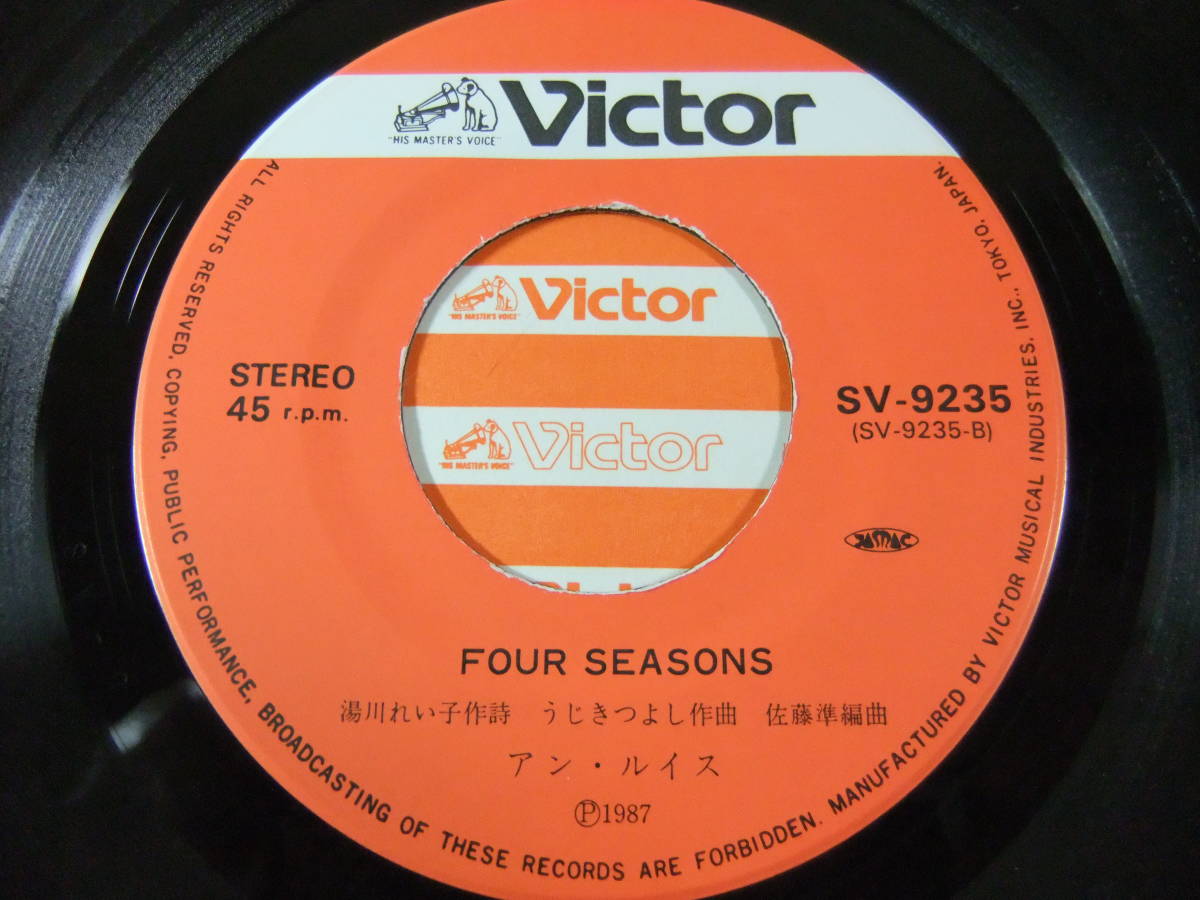 "HIS MASTER'S VOICE" Victor
"HIS MASTER'S VOICE" Victor
STEREO
45 r.p.m.
SV-9235
(SV-9235-B)
"HIS MASTER'S VOICE" Victor
JASRAC
FOUR SEASONS
湯川れい子作詩 うじきつよし作曲 佐藤準編曲
アン・ルイス
Ⓟ1987
ALL RIGHTS RESERVED. COPYING, PUBLIC PERFORMANCE, BROADCASTING OF THESE RECORDS ARE FORBIDDEN. MANUFACTURED BY VICTOR MUSICAL INDUSTRIES, INC., TOKYO, JAPAN.